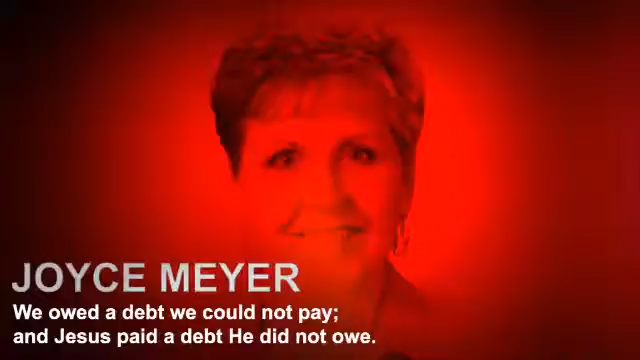 JOYCE MEYER
We owed a debt we could not pay;
and Jesus paid a debt He did not owe.